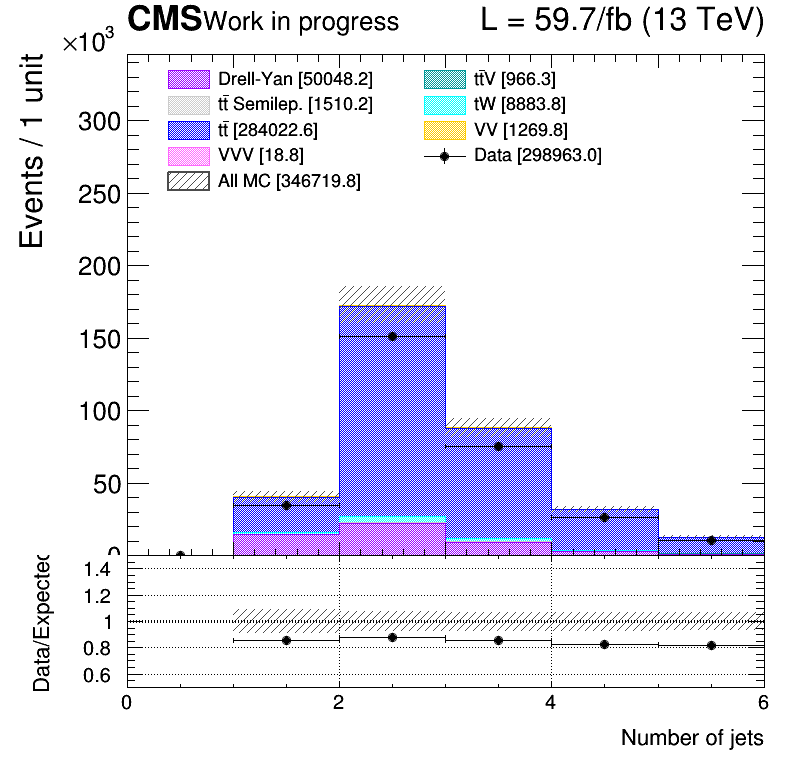 CMS Work in progress L = 59.7/fb (13 TeV)
×10³
Events / 1 unit
Drell-Yan [50048.2]
tt̄ Semilep. [1510.2]
tt̄ [284022.6]
VVV [18.8]
All MC [346719.8]
tt̄V [966.3]
tW [8883.8]
VV [1269.8]
Data [298963.0]
300
250
200
150
100
50
0
Data/Expected
1.4
1.2
1
0.8
0.6
0 2 4 6
Number of jets